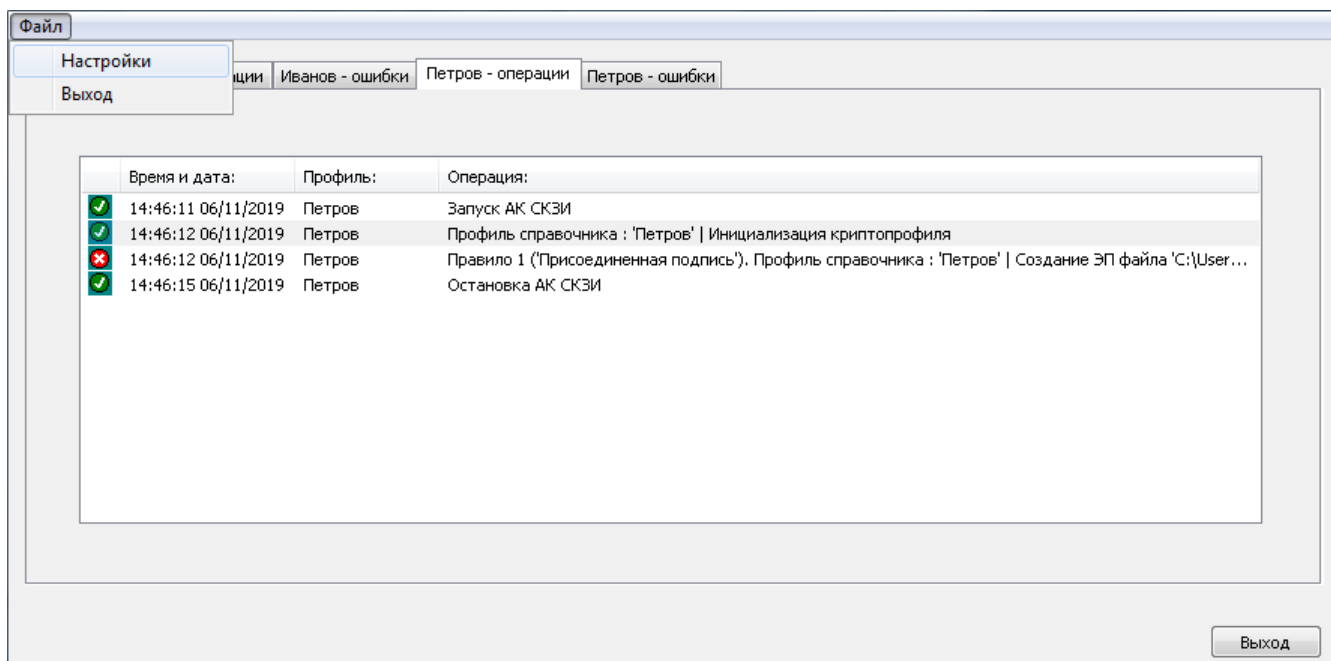 Файл
Настройки
Выход
Иванов - ошибки Петров - операции Петров - ошибки
Время и дата: Профиль: Операция:
14:46:11 06/11/2019 Петров Запуск АК СКЗИ
14:46:12 06/11/2019 Петров Профиль справочника : 'Петров' | Инициализация криптопрофиля
14:46:12 06/11/2019 Петров Правило 1 ('Присоединенная подпись'). Профиль справочника : 'Петров' | Создание ЭП файла 'C:\User...
14:46:15 06/11/2019 Петров Остановка АК СКЗИ
Выход